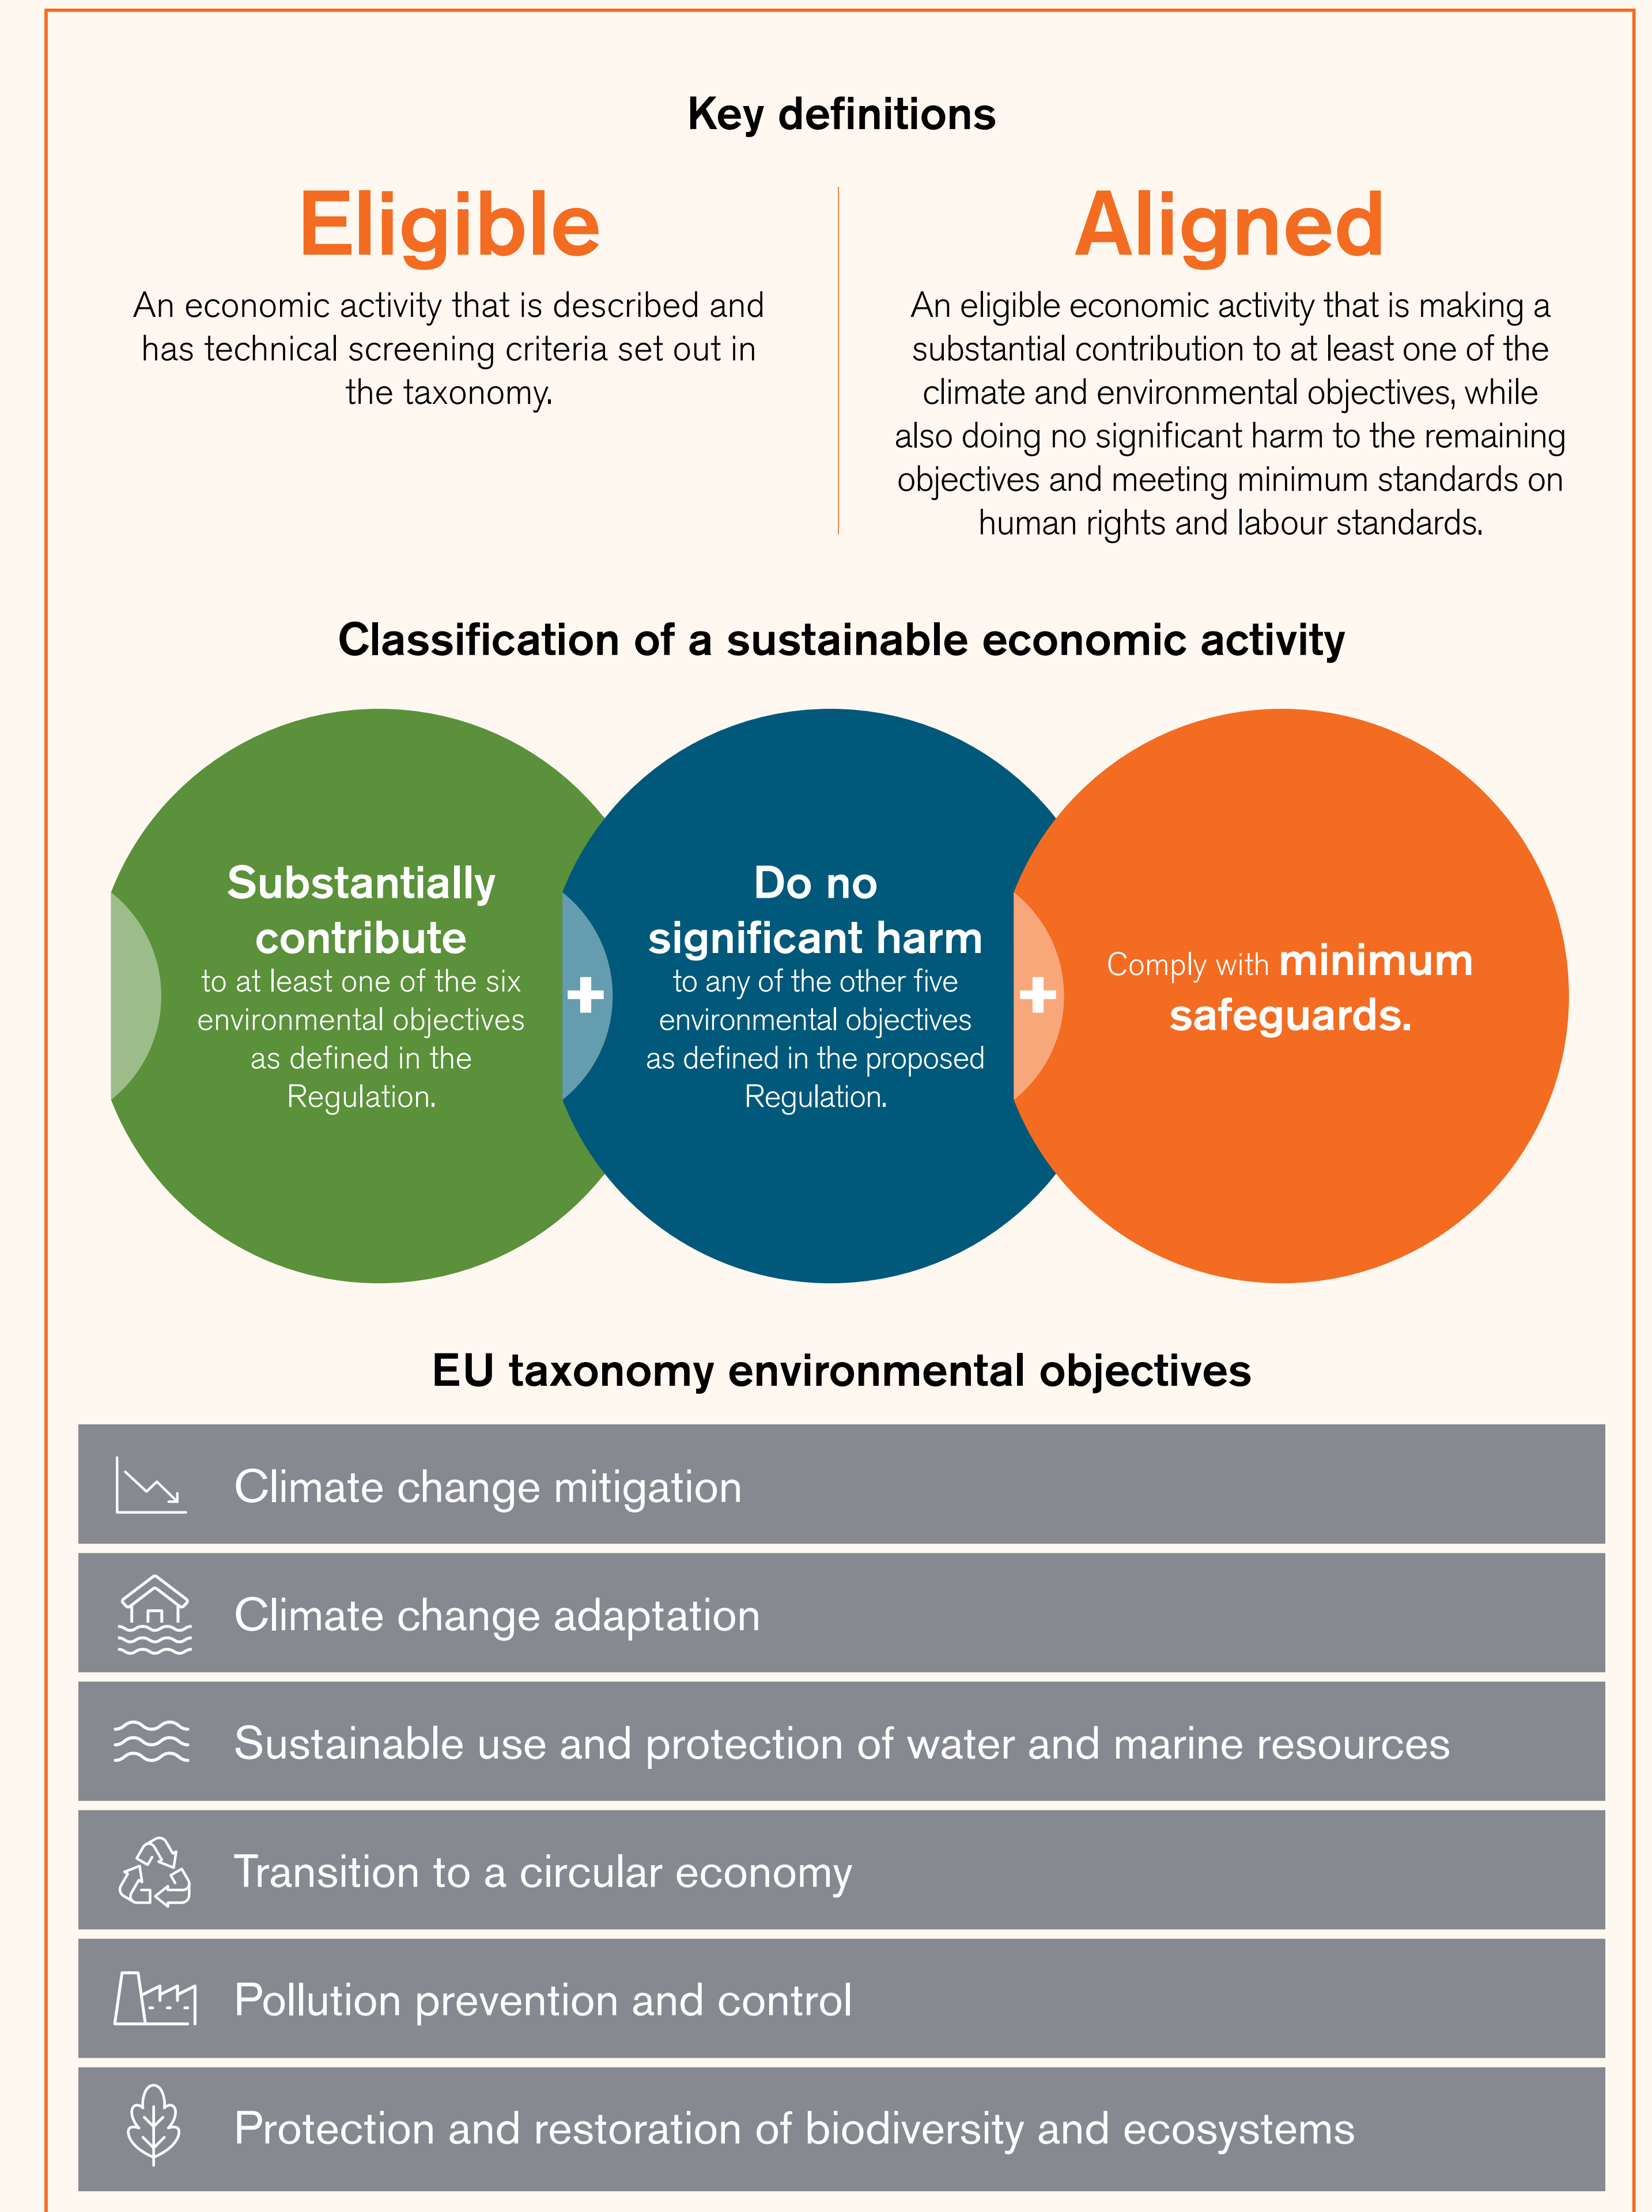 Key definitions
Eligible
An economic activity that is described and
has technical screening criteria set out in
the taxonomy.
Aligned
An eligible economic activity that is making a
substantial contribution to at least one of the
climate and environmental objectives, while
also doing no significant harm to the remaining
objectives and meeting minimum standards on
human rights and labour standards.
Classification of a sustainable economic activity
Substantially
contribute
to at least one of the six
environmental objectives
as defined in the
Regulation.
+
Do no
significant harm
to any of the other five
environmental objectives
as defined in the proposed
Regulation.
+
Comply with minimum
safeguards.
EU taxonomy environmental objectives
Climate change mitigation
Climate change adaptation
Sustainable use and protection of water and marine resources
Transition to a circular economy
Pollution prevention and control
Protection and restoration of biodiversity and ecosystems